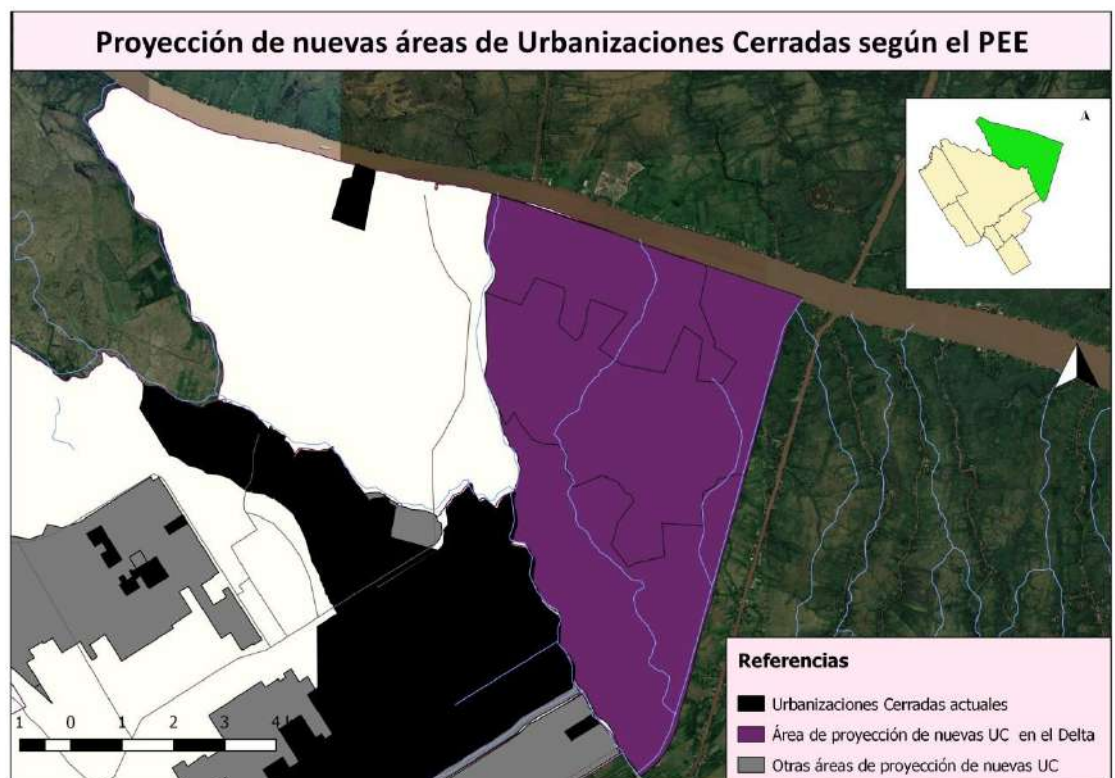 Proyección de nuevas áreas de Urbanizaciones Cerradas según el PEE
A
1 0 1 2 3 4
Referencias
Urbanizaciones Cerradas actuales
Área de proyección de nuevas UC en el Delta
Otras áreas de proyección de nuevas UC